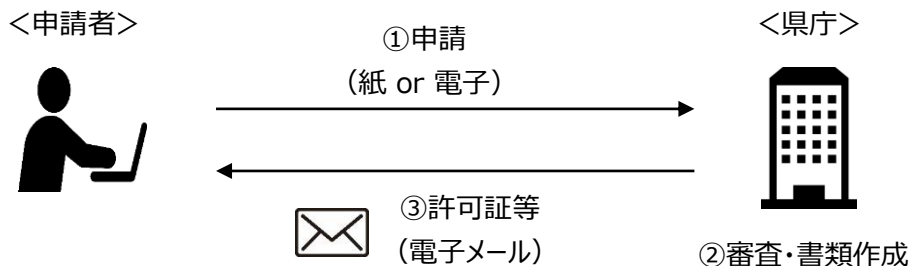 ＜申請者＞
＜県庁＞
①申請
（紙 or 電子）
③許可証等
（電子メール）
②審査・書類作成